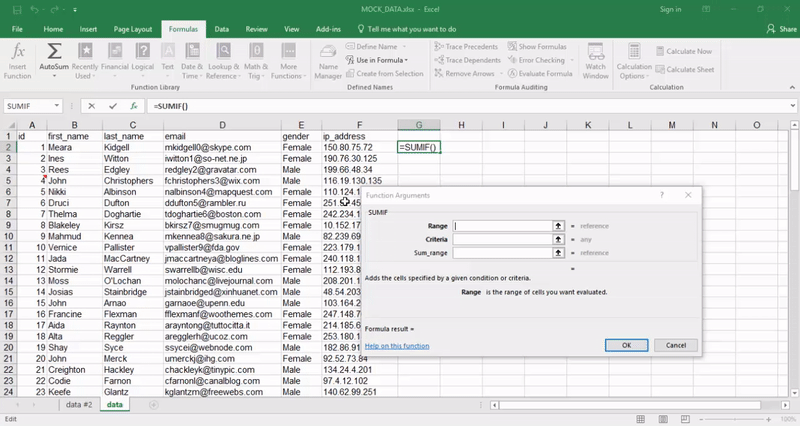 MOCK_DATA.xlsx - Excel
Sign in
File Home Insert Page Layout Formulas Data Review View Tell me what you want to do Share
Insert Function
AutoSum
Recently Used
Financial
Logical
Text
Date & Time
Lookup & Reference
Math & Trig
More Functions
Function Library
Name Manager
Define Name
Use in Formula
Create from Selection
Defined Names
Trace Precedents
Trace Dependents
Remove Arrows
Show Formulas
Error Checking
Evaluate Formula
Formula Auditing
Watch Window
Calculation Options
Calculate Now
Calculate Sheet
Calculation
SUMIF fx =SUMIF()
A B C D E F G H I J K L M N O
1 id first_name last_name email gender ip_address
2 1 Meara Kidgell mkidgell0@skype.com Female 150.80.75.72 =SUMIF()
3 2 Ines Witton iwitton1@so-net.ne.jp Female 190.76.30.125
4 3 Rees Edgley redgley2@gravatar.com Male 199.66.48.34
5 4 John Christophers fchristophers3@wix.com Male 116.19.130.135
6 5 Nikki Albinson nalbinson4@mapquest.com Female 110.124.1
7 6 Druci Dufton ddufton5@rambler.ru Female 251. .45
8 7 Thelma Doghartie tdoghartie6@boston.com Female 242.234.1
9 8 Blakeley Kirsz bkirsz7@smugmug.com Female 10.152.17
10 9 Mahmud Kennea mkennea8@sakura.ne.jp Male 82.239.69
11 10 Vernice Pallister vpallister9@fda.gov Female 223.179.1
12 11 Jada MacCartney jmaccartneya@bloglines.com Female 240.118.1
13 12 Stormie Warrell swarrellb@wisc.edu Female 112.193.8
14 13 Moss O'Lochan molochanc@livejournal.com Male 208.201.1
15 14 Josias Stainbridge jstainbridged@xinhuanet.com Male 48.54.203
16 15 John Arno garnaoe@upenn.edu Male 103.164.2
17 16 Francine Flexman fflexmanf@woothemes.com Female 247.148.7
18 17 Aida Raynton arayntong@tuttocitta.it Female 214.185.6
19 18 Alta Reggler aregglerh@ucoz.com Female 253.180.1
20 19 Shay Syce ssycei@webnode.com Male 182.86.91
21 20 John Merck umerckj@ihg.com Female 92.52.73.84
22 21 Creighton Hackley chackleyk@tinypic.com Male 134.24.4.201
23 22 Codie Farnon cfarnonl@canalblog.com Male 97.4.12.102
24 23 Keefe Glantz kglantzm@freewebs.com Male 140.62.99.251
Function Arguments ?
SUMIF
Range = reference
Criteria = any
Sum_range = reference
=
Adds the cells specified by a given condition or criteria.
Range is the range of cells you want evaluated.
Formula result =
Help on this function
OK Cancel
data #2 data
Edit
100%